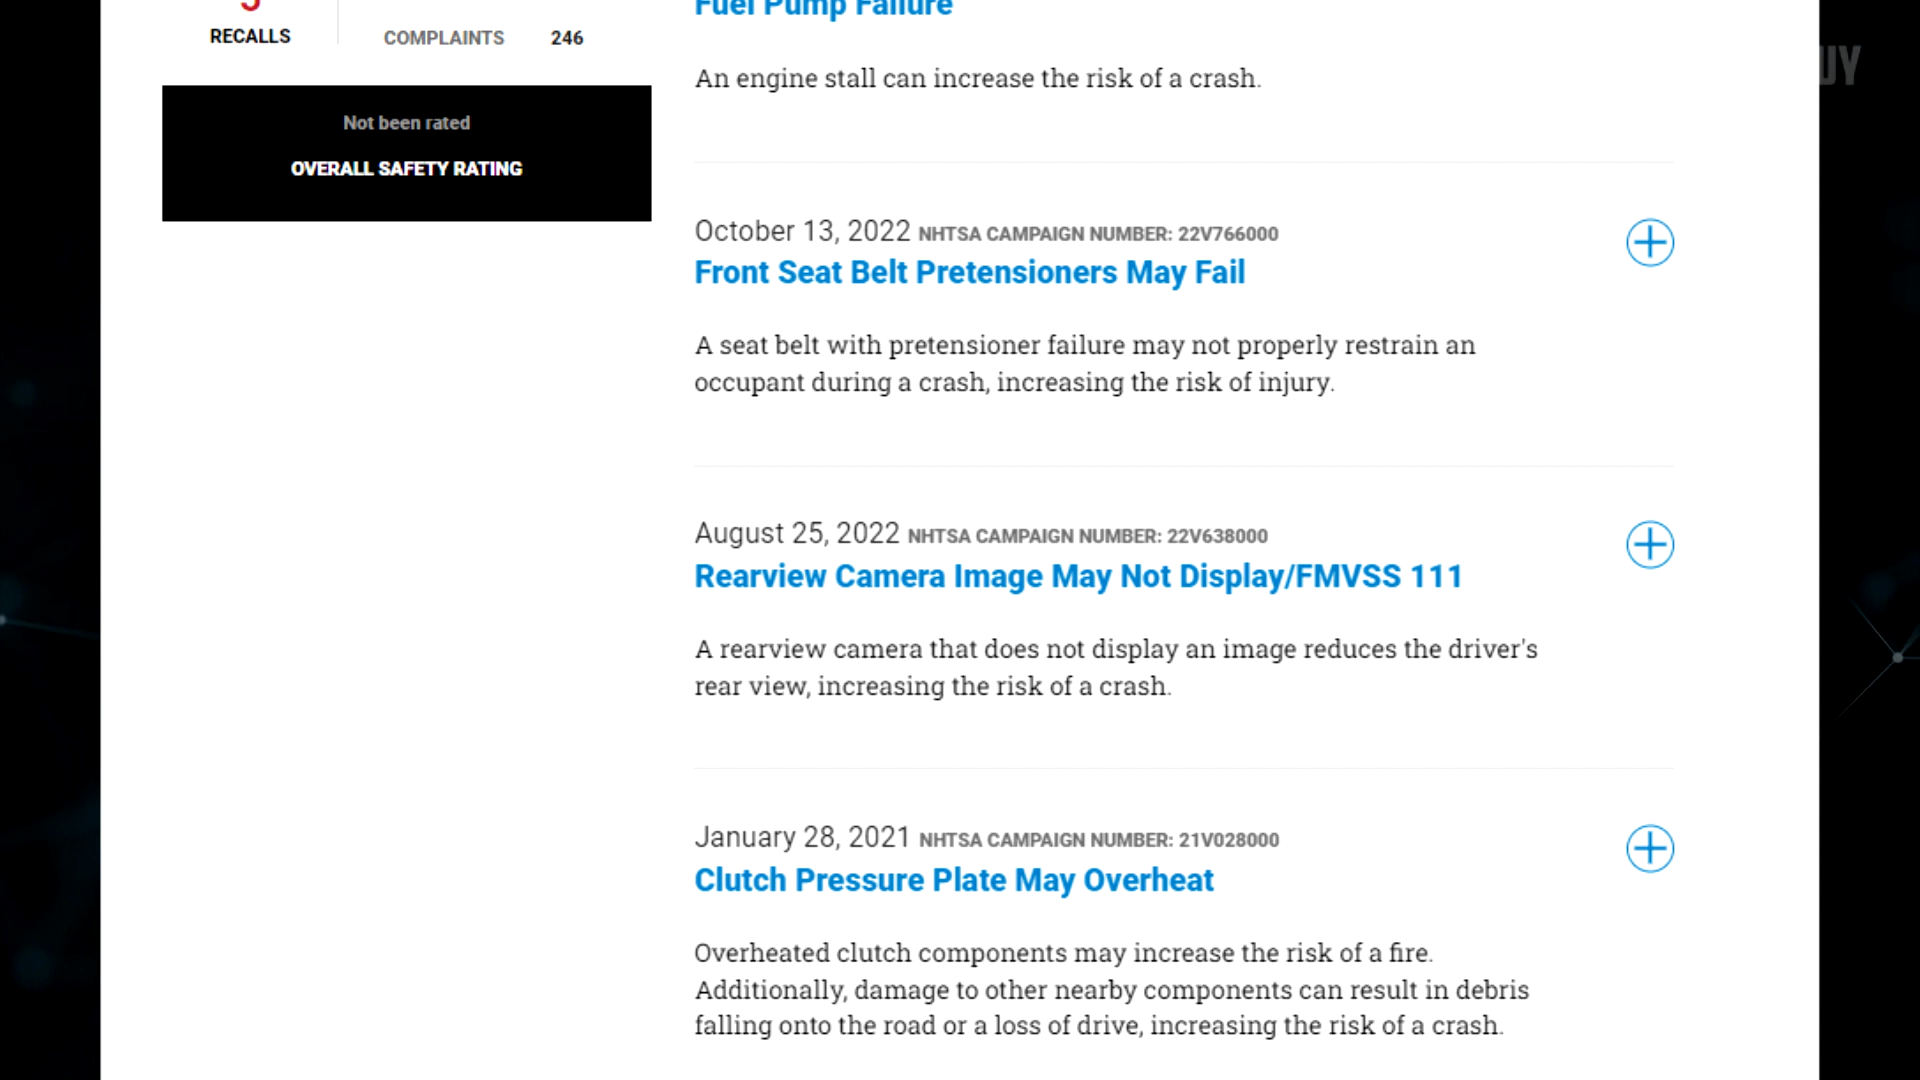 RECALLS
COMPLAINTS 246
Not been rated
OVERALL SAFETY RATING
Fuel Pump Failure
An engine stall can increase the risk of a crash.
October 13, 2022 NHTSA CAMPAIGN NUMBER: 22V766000
Front Seat Belt Pretensioners May Fail
A seat belt with pretensioner failure may not properly restrain an
occupant during a crash, increasing the risk of injury.
August 25, 2022 NHTSA CAMPAIGN NUMBER: 22V638000
Rearview Camera Image May Not Display/FMVSS 111
A rearview camera that does not display an image reduces the driver's
rear view, increasing the risk of a crash.
January 28, 2021 NHTSA CAMPAIGN NUMBER: 21V028000
Clutch Pressure Plate May Overheat
Overheated clutch components may increase the risk of a fire.
Additionally, damage to other nearby components can result in debris
falling onto the road or a loss of drive, increasing the risk of a crash.